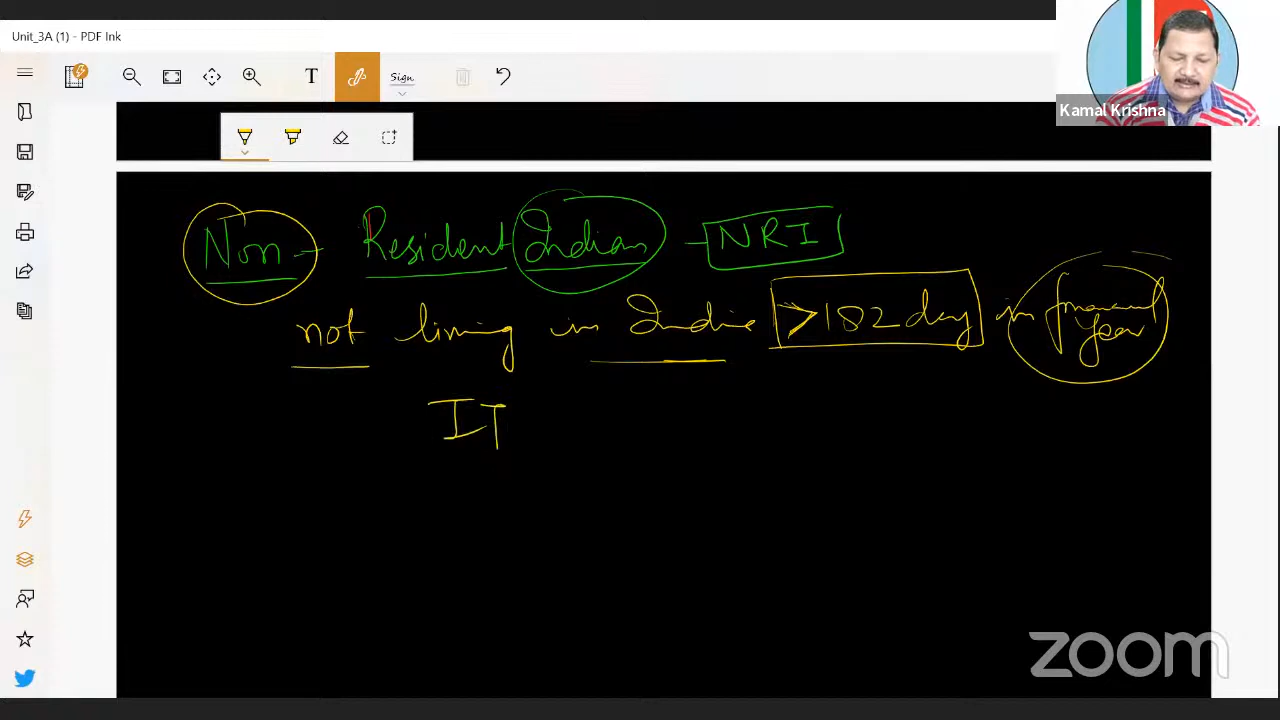 Unit_3A (1) - PDF Ink
T
Sign
Kamal Krishna
Non - Resident Indian - NRI
not living in India >182 day in financial year
IT
zoom